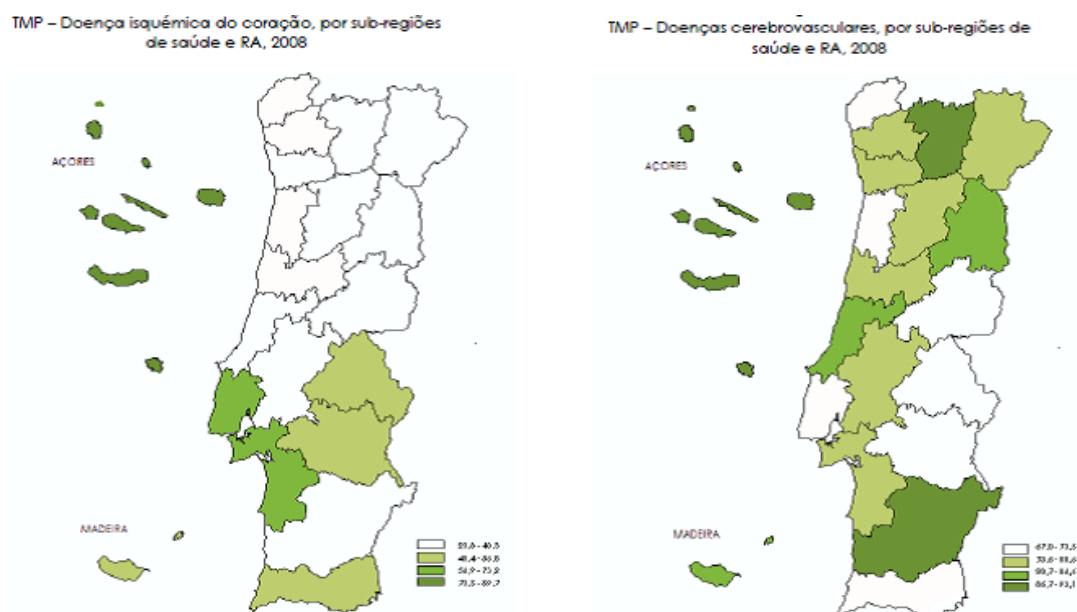 TMP – Doença isquémica do coração, por sub-regiões
de saúde e RA, 2008
AÇORES
MADEIRA
TMP – Doenças cerebrovasculares, por sub-regiões de
saúde e RA, 2008
AÇORES
MADEIRA